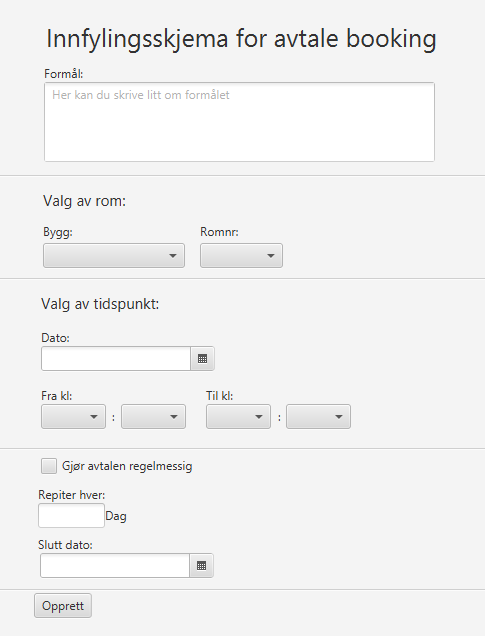 Innfylingsskjema for avtale booking
Formål:
Her kan du skrive litt om formålet
Valg av rom:
Bygg: Romnr:
Valg av tidspunkt:
Dato:
Fra kl: Til kl:
: :
Gjør avtalen regelmessig
Repiter hver:
Dag
Slutt dato:
Opprett